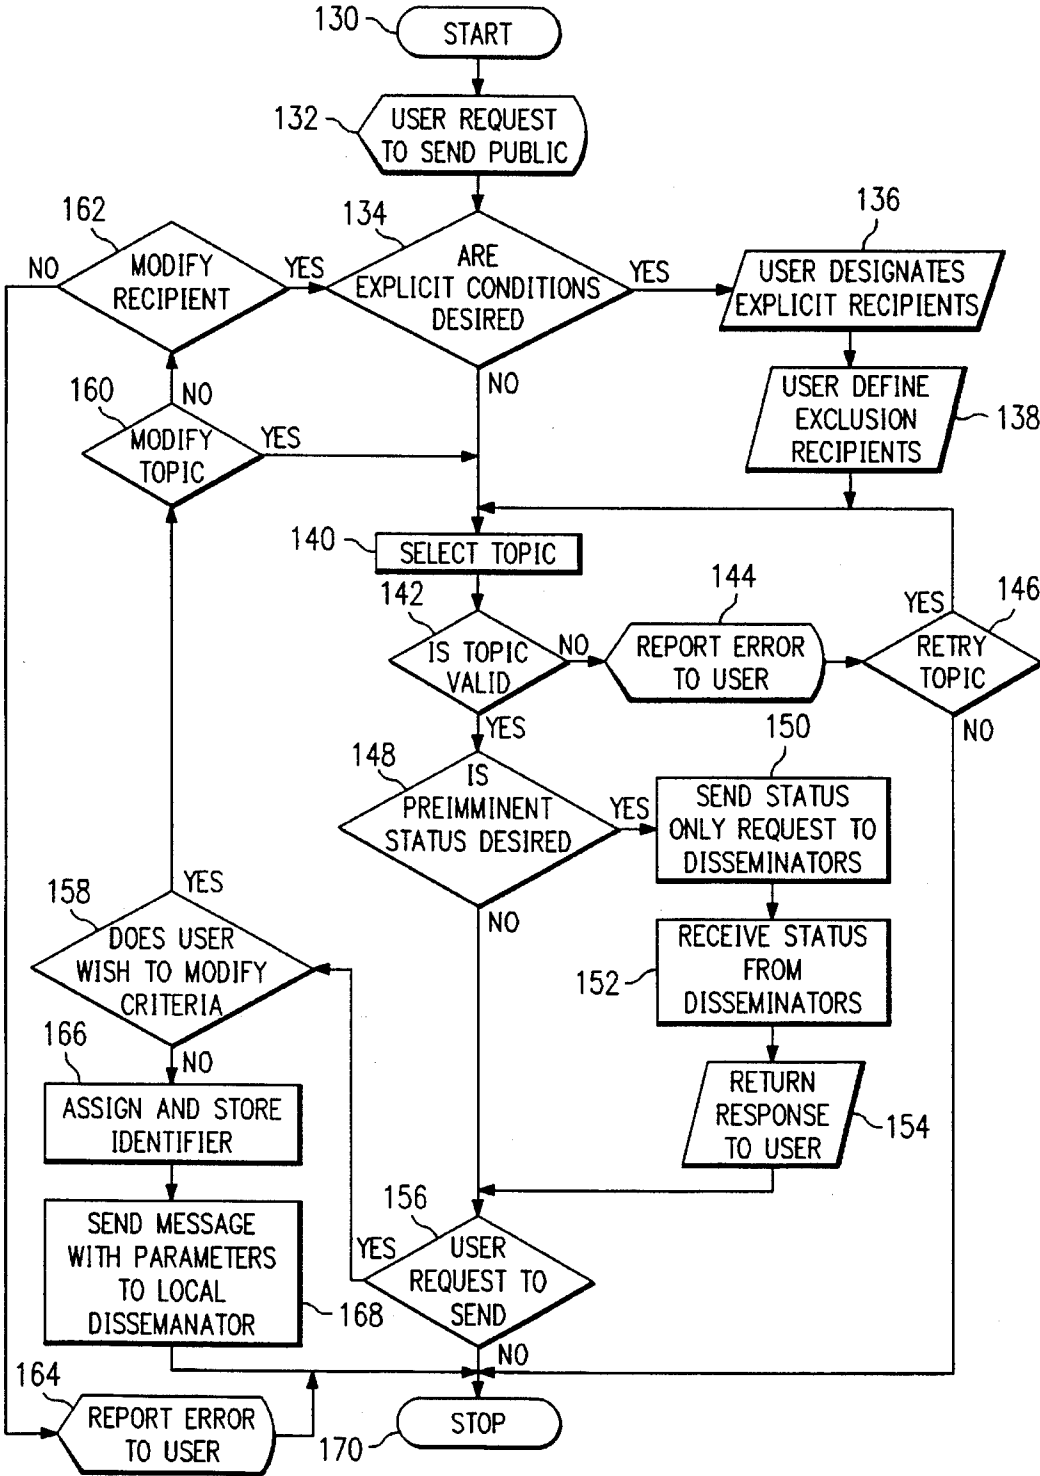 130
START
132
USER REQUEST
TO SEND PUBLIC
162
134
136
NO
MODIFY
RECIPIENT
YES
ARE
EXPLICIT CONDITIONS
DESIRED
YES
USER DESIGNATES
EXPLICIT RECIPIENTS
NO
NO
160
MODIFY
TOPIC
YES
USER DEFINE
EXCLUSION
RECIPIENTS
138
140
SELECT TOPIC
142
144
146
IS TOPIC
VALID
NO
REPORT ERROR
TO USER
YES
RETRY
TOPIC
YES
NO
148
150
IS
PREIMMINENT
STATUS DESIRED
YES
SEND STATUS
ONLY REQUEST TO
DISSEMINATORS
NO
158
YES
DOES USER
WISH TO MODIFY
CRITERIA
152
RECEIVE STATUS
FROM
DISSEMINATORS
166
NO
ASSIGN AND STORE
IDENTIFIER
RETURN
RESPONSE
TO USER
154
SEND MESSAGE
WITH PARAMETERS
TO LOCAL
DISSEMANATOR
168
156
YES
USER
REQUEST TO
SEND
NO
164
REPORT ERROR
TO USER
170
STOP